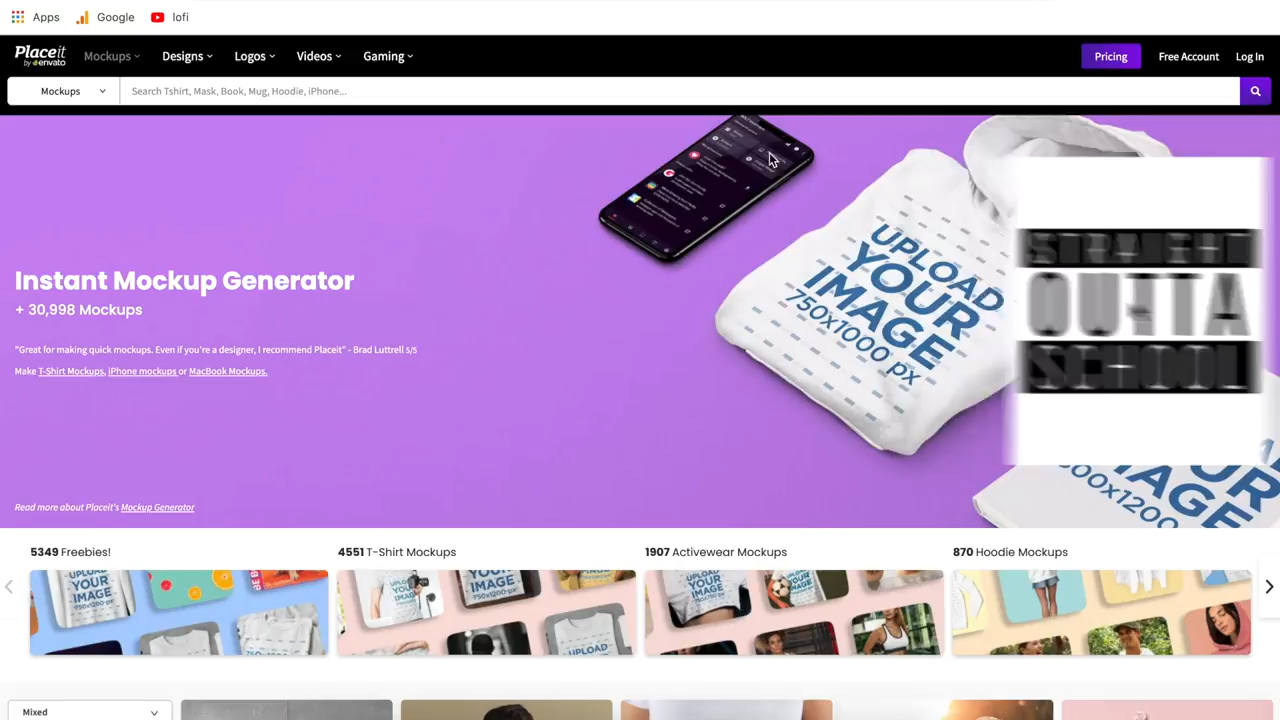 Apps Google lofi
Placeit by envato Mockups Designs Logos Videos Gaming Pricing Free Account Log In
Mockups Search Tshirt, Mask, Book, Mug, Hoodie, iPhone...
UPLOAD
YOUR
IMAGE
750x1000 px
STRAIGHT
OUTTA
SCHOOL
Instant Mockup Generator
+ 30,998 Mockups
"Great for making quick mockups. Even if you're a designer, I recommend Placeit" - Brad Luttrell 5/5
Make T-Shirt Mockups, iPhone mockups or MacBook Mockups.
Read more about Placeit's Mockup Generator
5349 Freebies! 4551 T-Shirt Mockups 1907 Activewear Mockups 870 Hoodie Mockups
Mixed